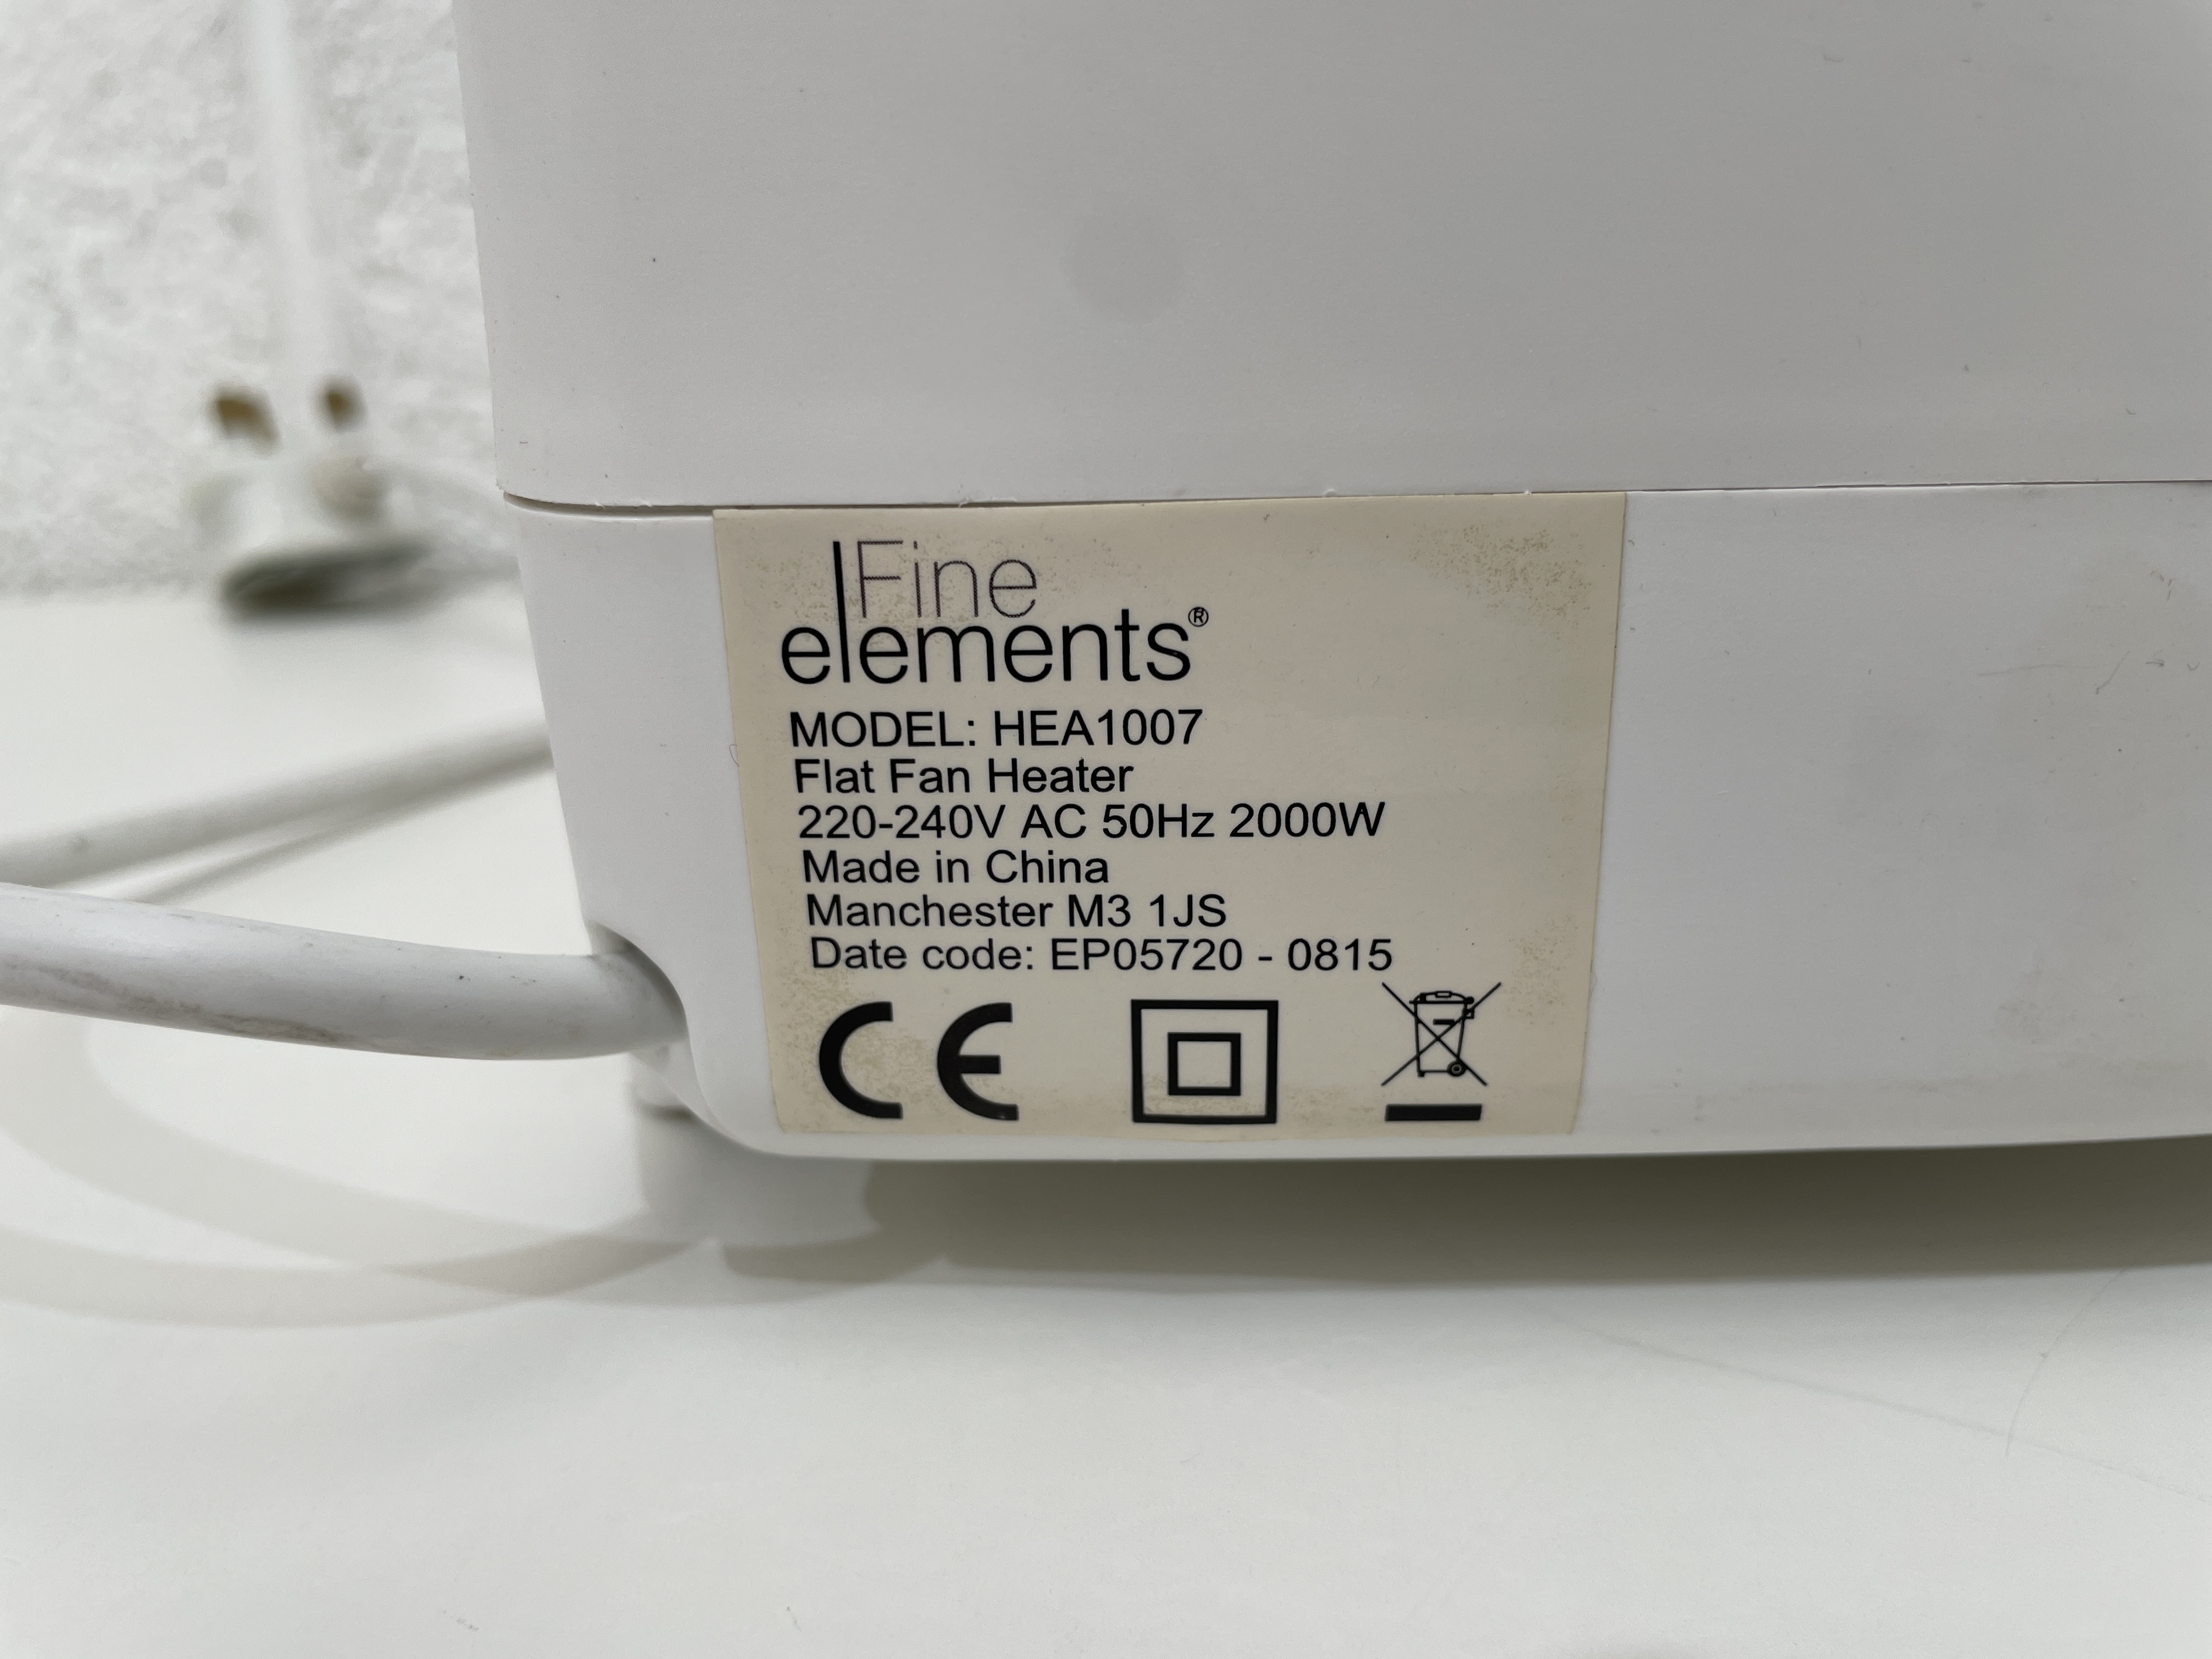 Fine
elements®
MODEL: HEA1007
Flat Fan Heater
220-240V AC 50Hz 2000W
Made in China
Manchester M3 1JS
Date code: EP05720 - 0815
CE